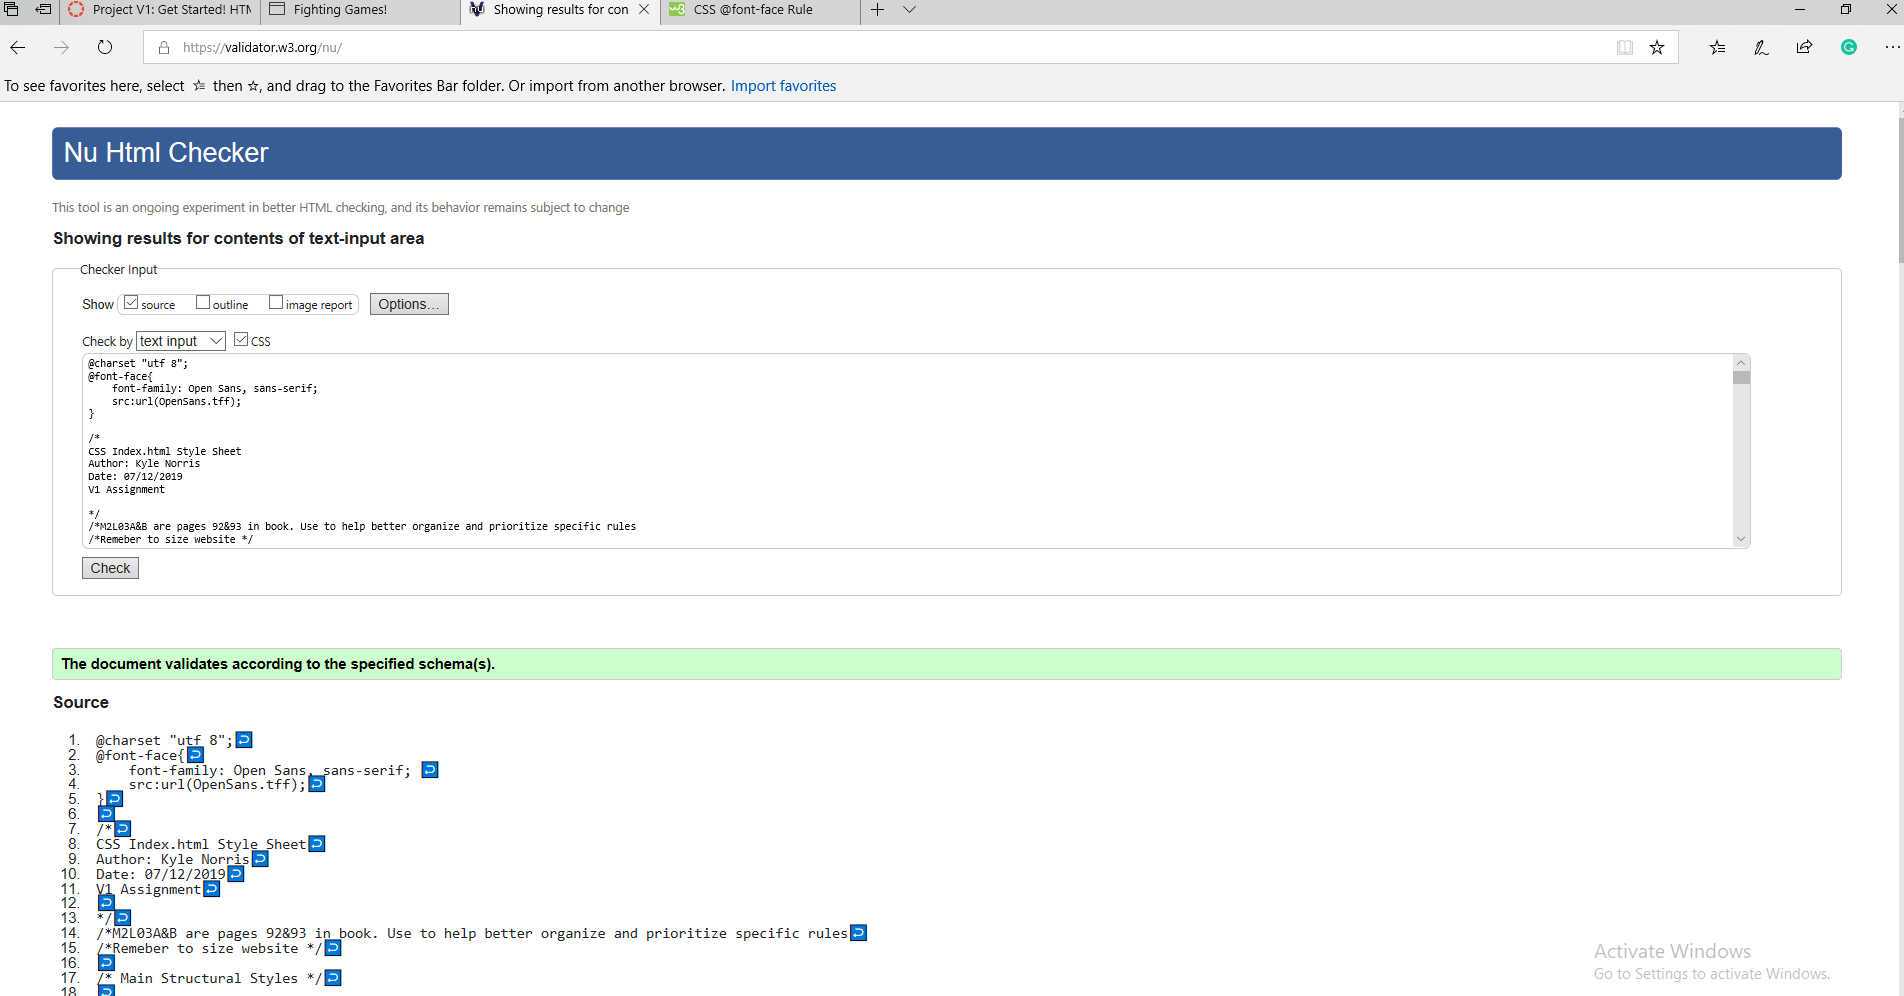 Project V1: Get Started! HTM
Fighting Games!
Showing results for con
CSS @font-face Rule
https://validator.w3.org/nu/
To see favorites here, select then , and drag to the Favorites Bar folder. Or import from another browser. Import favorites
Nu Html Checker
This tool is an ongoing experiment in better HTML checking, and its behavior remains subject to change
Showing results for contents of text-input area
Checker Input
Show source outline image report Options...
Check by text input CSS
@charset "utf 8";
@font-face{
font-family: Open Sans, sans-serif;
src:url(OpenSans.tff);
}
/*
CSS Index.html Style Sheet
Author: Kyle Norris
Date: 07/12/2019
V1 Assignment
*/
/*M2L03A&B are pages 92&93 in book. Use to help better organize and prioritize specific rules
/*Remeber to size website */
Check
The document validates according to the specified schema(s).
Source
1. @charset "utf 8";
2. @font-face{
3. font-family: Open Sans, sans-serif;
4. src:url(OpenSans.tff);
5. }
6.
7. /*
8. CSS Index.html Style Sheet
9. Author: Kyle Norris
10. Date: 07/12/2019
11. V1 Assignment
12.
13. */
14. /*M2L03A&B are pages 92&93 in book. Use to help better organize and prioritize specific rules
15. /*Remeber to size website */
16.
17. /* Main Structural Styles */
18.
Activate Windows
Go to Settings to activate Windows.